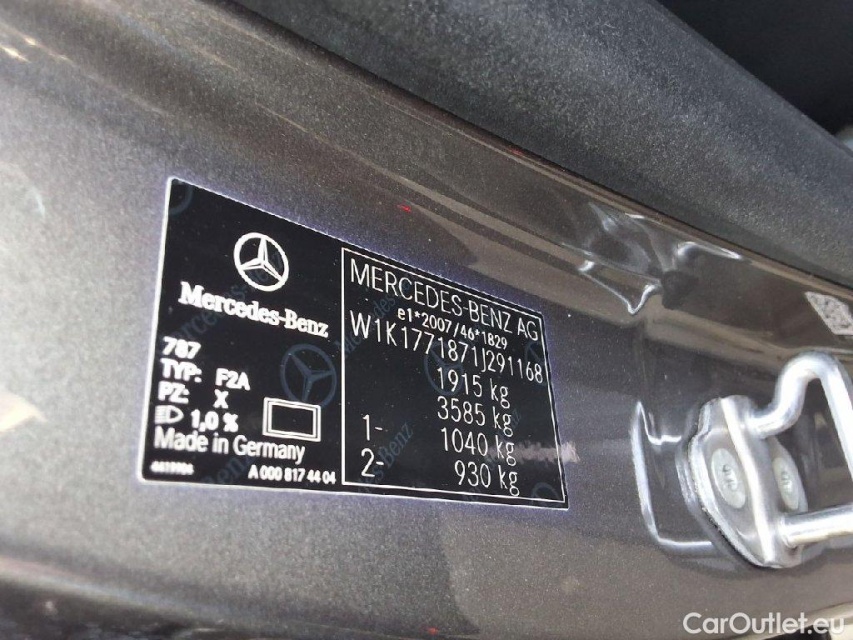 Mercedes-Benz
787
TYP: F2A
PZ: X
1,0 %
Made in Germany
A 000 817 44 04
MERCEDES-BENZ AG
e1*2007/46*1829
W1K1771871J291168
1915 kg
3585 kg
1- 1040 kg
2- 930 kg
CarOutlet.eu